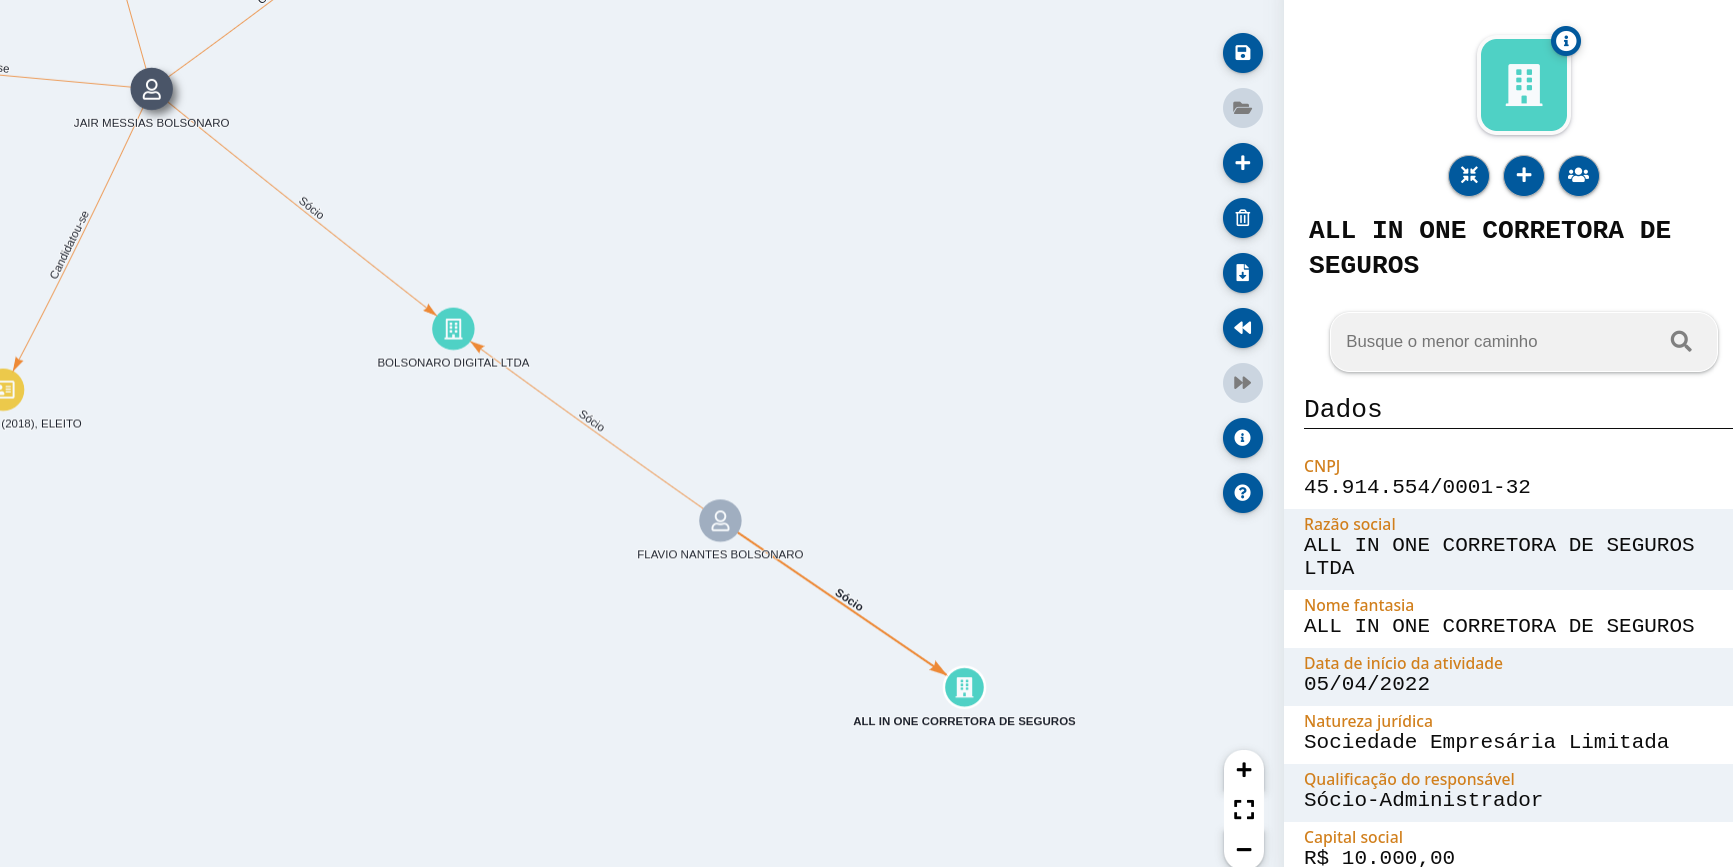 se
JAIR MESSIAS BOLSONARO
Sócio
Candidatou-se
BOLSONARO DIGITAL LTDA
(2018), ELEITO
Sócio
FLAVIO NANTES BOLSONARO
Sócio
ALL IN ONE CORRETORA DE SEGUROS
ALL IN ONE CORRETORA DE
SEGUROS
Busque o menor caminho
Dados
CNPJ
45.914.554/0001-32
Razão social
ALL IN ONE CORRETORA DE SEGUROS
LTDA
Nome fantasia
ALL IN ONE CORRETORA DE SEGUROS
Data de início da atividade
05/04/2022
Natureza jurídica
Sociedade Empresária Limitada
Qualificação do responsável
Sócio-Administrador
Capital social
R$ 10.000,00